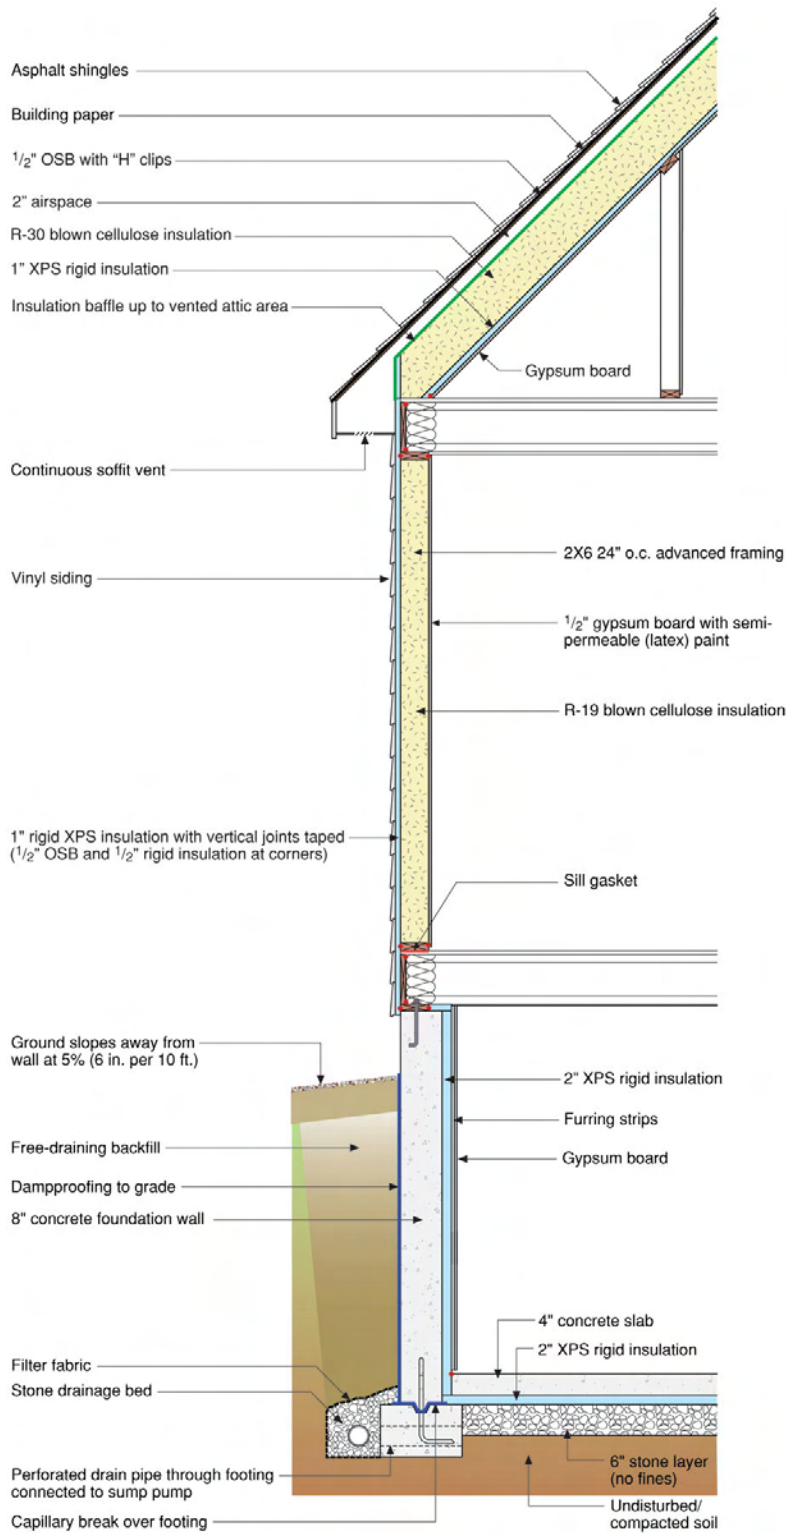 Asphalt shingles
Building paper
1/2" OSB with “H” clips
2" airspace
R-30 blown cellulose insulation
1" XPS rigid insulation
Insulation baffle up to vented attic area
Gypsum board
Continuous soffit vent
2X6 24" o.c. advanced framing
Vinyl siding
1/2" gypsum board with semi-
permeable (latex) paint
R-19 blown cellulose insulation
1" rigid XPS insulation with vertical joints taped
(1/2" OSB and 1/2" rigid insulation at corners)
Sill gasket
Ground slopes away from
wall at 5% (6 in. per 10 ft.)
2" XPS rigid insulation
Furring strips
Free-draining backfill
Gypsum board
Dampproofing to grade
8" concrete foundation wall
4" concrete slab
2" XPS rigid insulation
Filter fabric
Stone drainage bed
6" stone layer
(no fines)
Perforated drain pipe through footing
connected to sump pump
Undisturbed/
compacted soil
Capillary break over footing